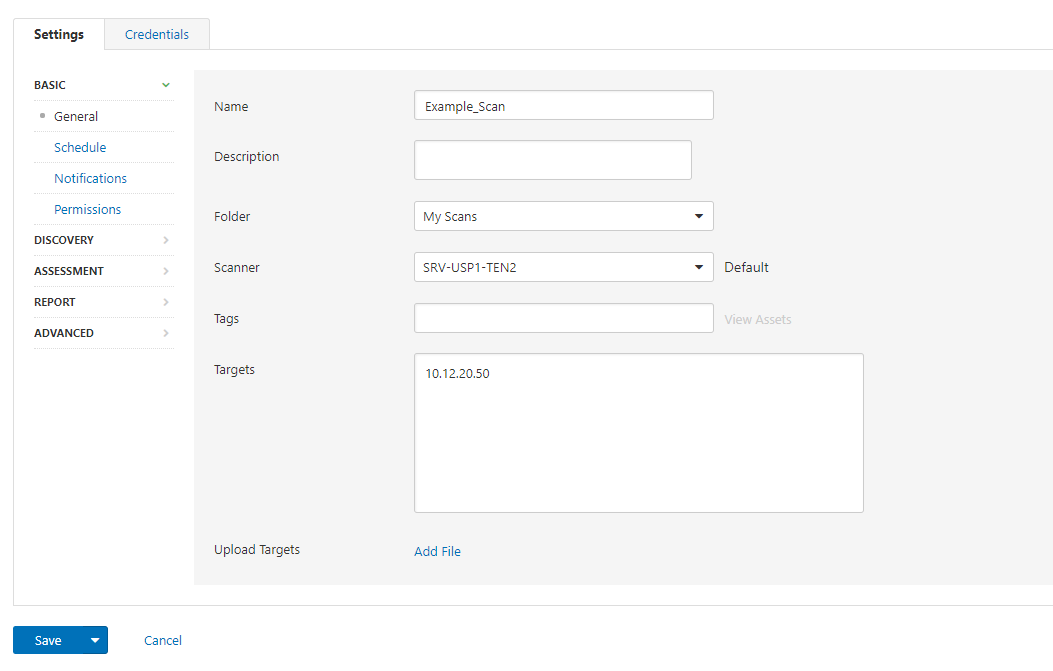 Settings
Credentials
BASIC
General
Schedule
Notifications
Permissions
DISCOVERY
ASSESSMENT
REPORT
ADVANCED
Name
Example_Scan
Description
Folder
My Scans
Scanner
SRV-USP1-TEN2
Default
Tags
View Assets
Targets
10.12.20.50
Upload Targets
Add File
Save
Cancel